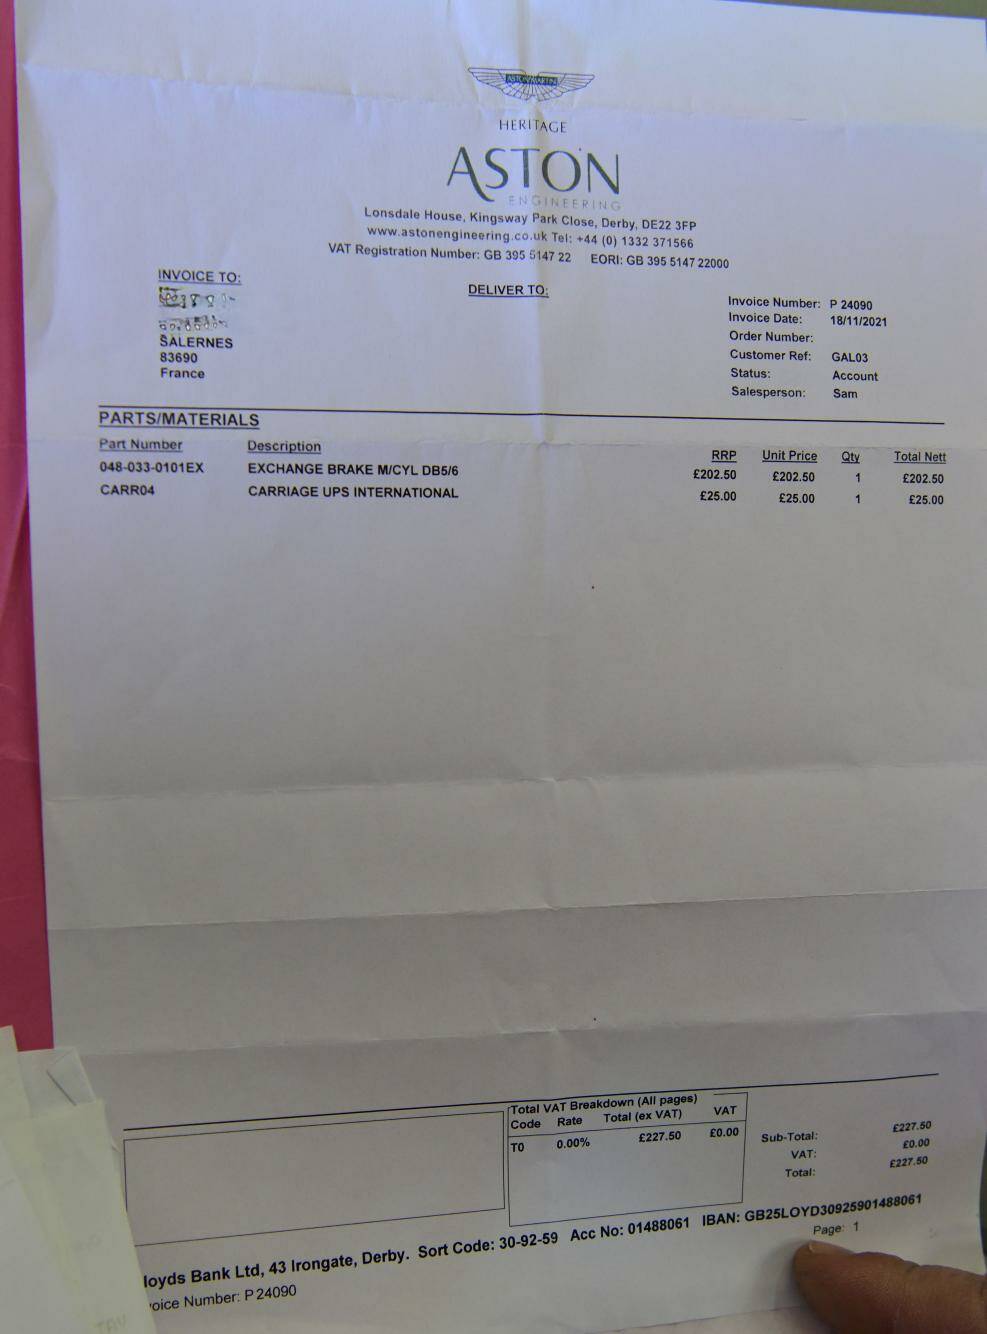 ASTON MARTIN
HERITAGE
ASTON
ENGINEERING
Lonsdale House, Kingsway Park Close, Derby, DE22 3FP
www.astonengineering.co.uk Tel: +44 (0) 1332 371566
VAT Registration Number: GB 395 5147 22 EORI: GB 395 5147 22000
INVOICE TO:
SALERNES
83690
France
DELIVER TO:
Invoice Number: P 24090
Invoice Date: 18/11/2021
Order Number:
Customer Ref: GAL03
Status: Account
Salesperson: Sam
PARTS/MATERIALS
Part Number Description RRP Unit Price Qty Total Nett
048-033-0101EX EXCHANGE BRAKE M/CYL DB5/6 £202.50 £202.50 1 £202.50
CARR04 CARRIAGE UPS INTERNATIONAL £25.00 £25.00 1 £25.00
Total VAT Breakdown (All pages)
Code Rate Total (ex VAT) VAT
T0 0.00% £227.50 £0.00
Sub-Total: £227.50
VAT: £0.00
Total: £227.50
loyds Bank Ltd, 43 Irongate, Derby. Sort Code: 30-92-59 Acc No: 01488061 IBAN: GB25LOYD30925901488061
voice Number: P 24090 Page: 1